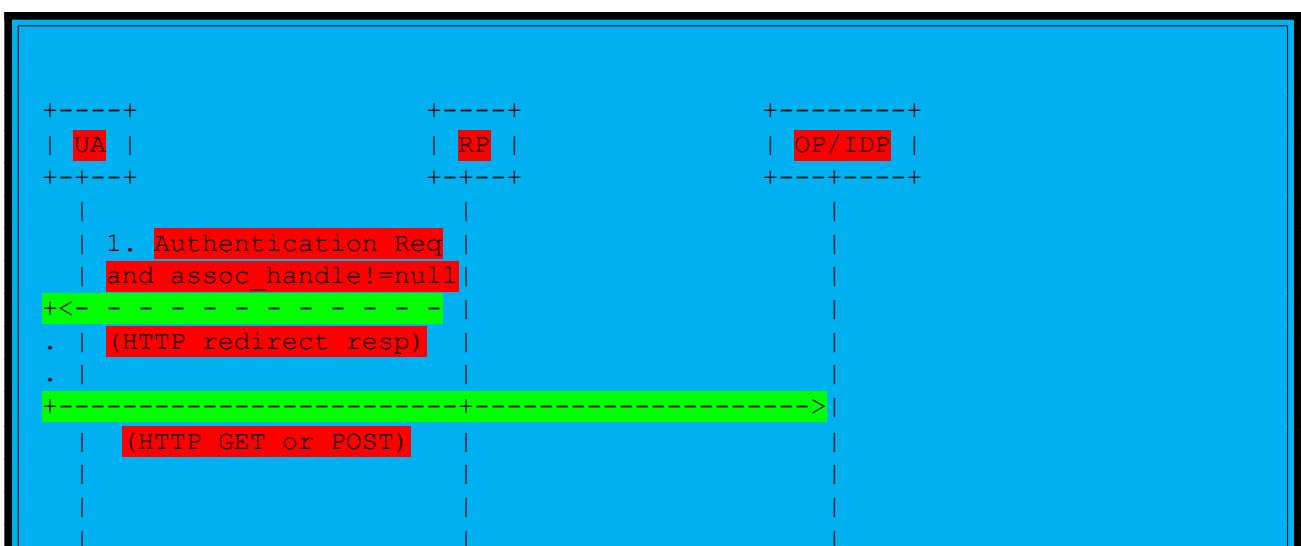 +-----+                  +----+               +---------+
|  UA |                  | RP |               | OP/IDP |
+-+--+                  +-+--+               +---+-----+
  |                       |                      |
  | 1. Authentication Req |                      |
  | and assoc_handle!=null|                      |
+<- - - - - - - - - - - - |                      |
. | (HTTP redirect resp)  |                      |
. |                       |                      |
+-------------------------+--------------------->|
  |  (HTTP GET or POST)   |                      |
  |                       |                      |
  |                       |                      |
  |                       |                      |